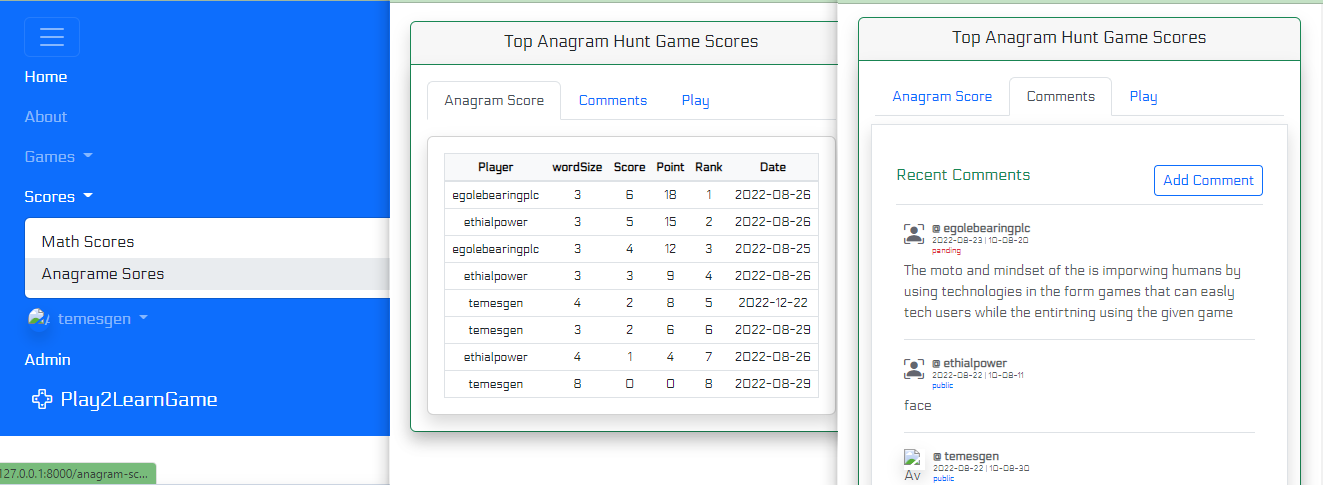 Home
About
Games
Scores
Math Scores
Anagrame Sores
temesgen
Admin
Play2LearnGame
127.0.0.1:8000/anagram-sc...
Top Anagram Hunt Game Scores
Anagram Score Comments Play
Player wordSize Score Point Rank Date
egolebearingplc 3 6 18 1 2022-08-26
ethialpower 3 5 15 2 2022-08-26
egolebearingplc 3 4 12 3 2022-08-25
ethialpower 3 3 9 4 2022-08-26
temesgen 4 2 8 5 2022-12-22
temesgen 3 2 6 6 2022-08-29
ethialpower 4 1 4 7 2022-08-26
temesgen 8 0 0 8 2022-08-29
Top Anagram Hunt Game Scores
Anagram Score Comments Play
Recent Comments Add Comment
@ egolebearingplc
2022-08-23 | 10-08-20
panding
The moto and mindset of the is imporwing humans by
using technologies in the form games that can easly
tech users while the entirtning using the given game
@ ethialpower
2022-08-22 | 10-08-11
public
face
@ temesgen
2022-08-22 | 10-08-30
public
Av